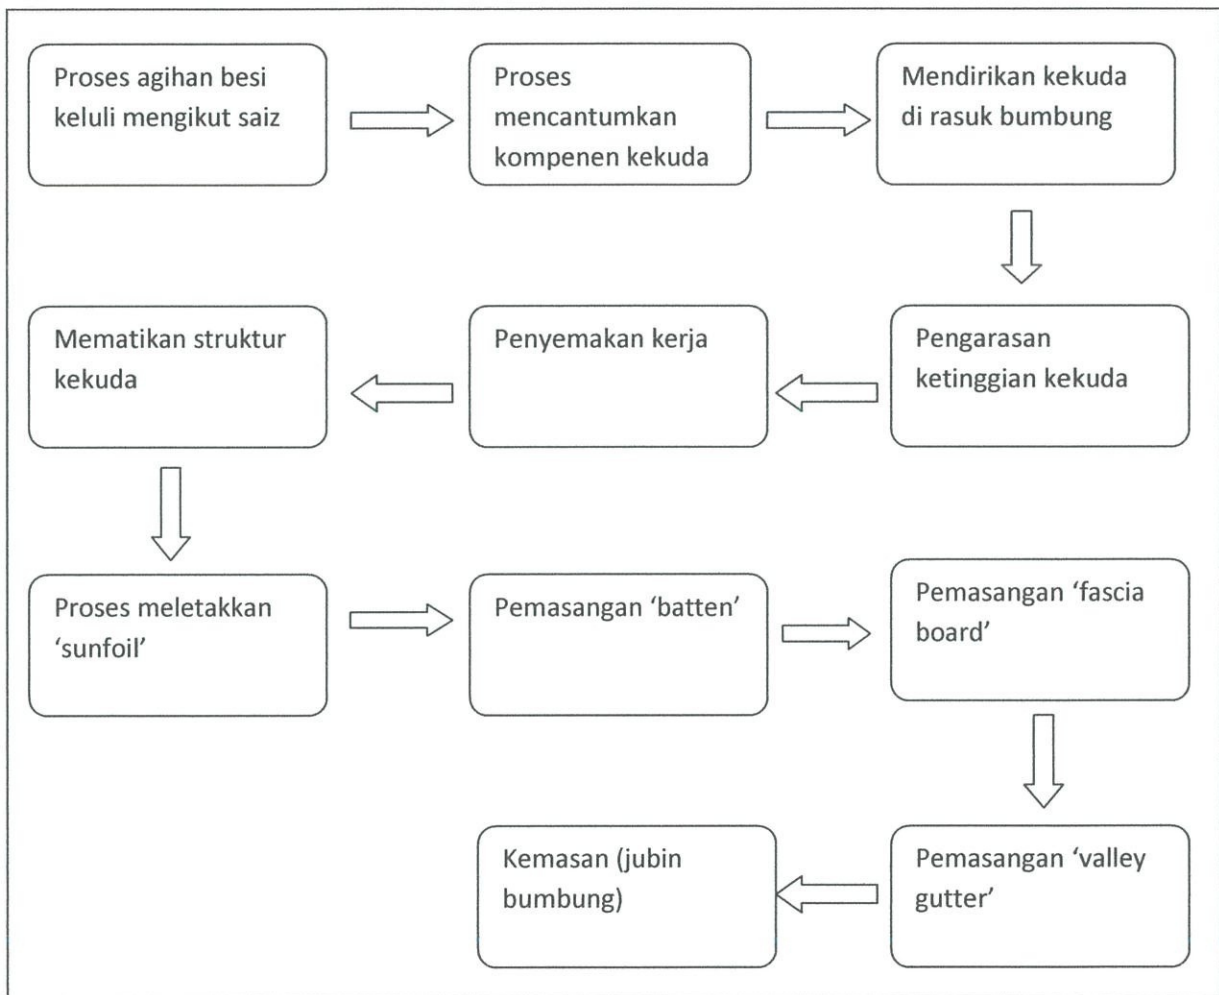 Proses agihan besi
keluli mengikut saiz
Proses
mencantumkan
kompenen kekuda
Mendirikan kekuda
di rasuk bumbung
Pengarasan
ketinggian kekuda
Penyemakan kerja
Mematikan struktur
kekuda
Proses meletakkan
‘sunfoil’
Pemasangan ‘batten’
Pemasangan ‘fascia
board’
Pemasangan ‘valley
gutter’
Kemasan (jubin
bumbung)